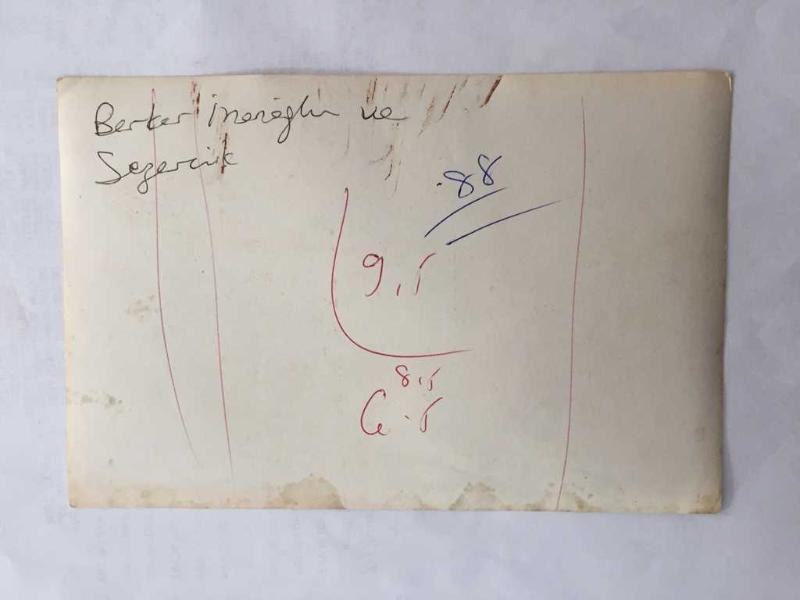 Berker İnanoğlu ve
Sezercik
.88
9,5
8,5
6.5